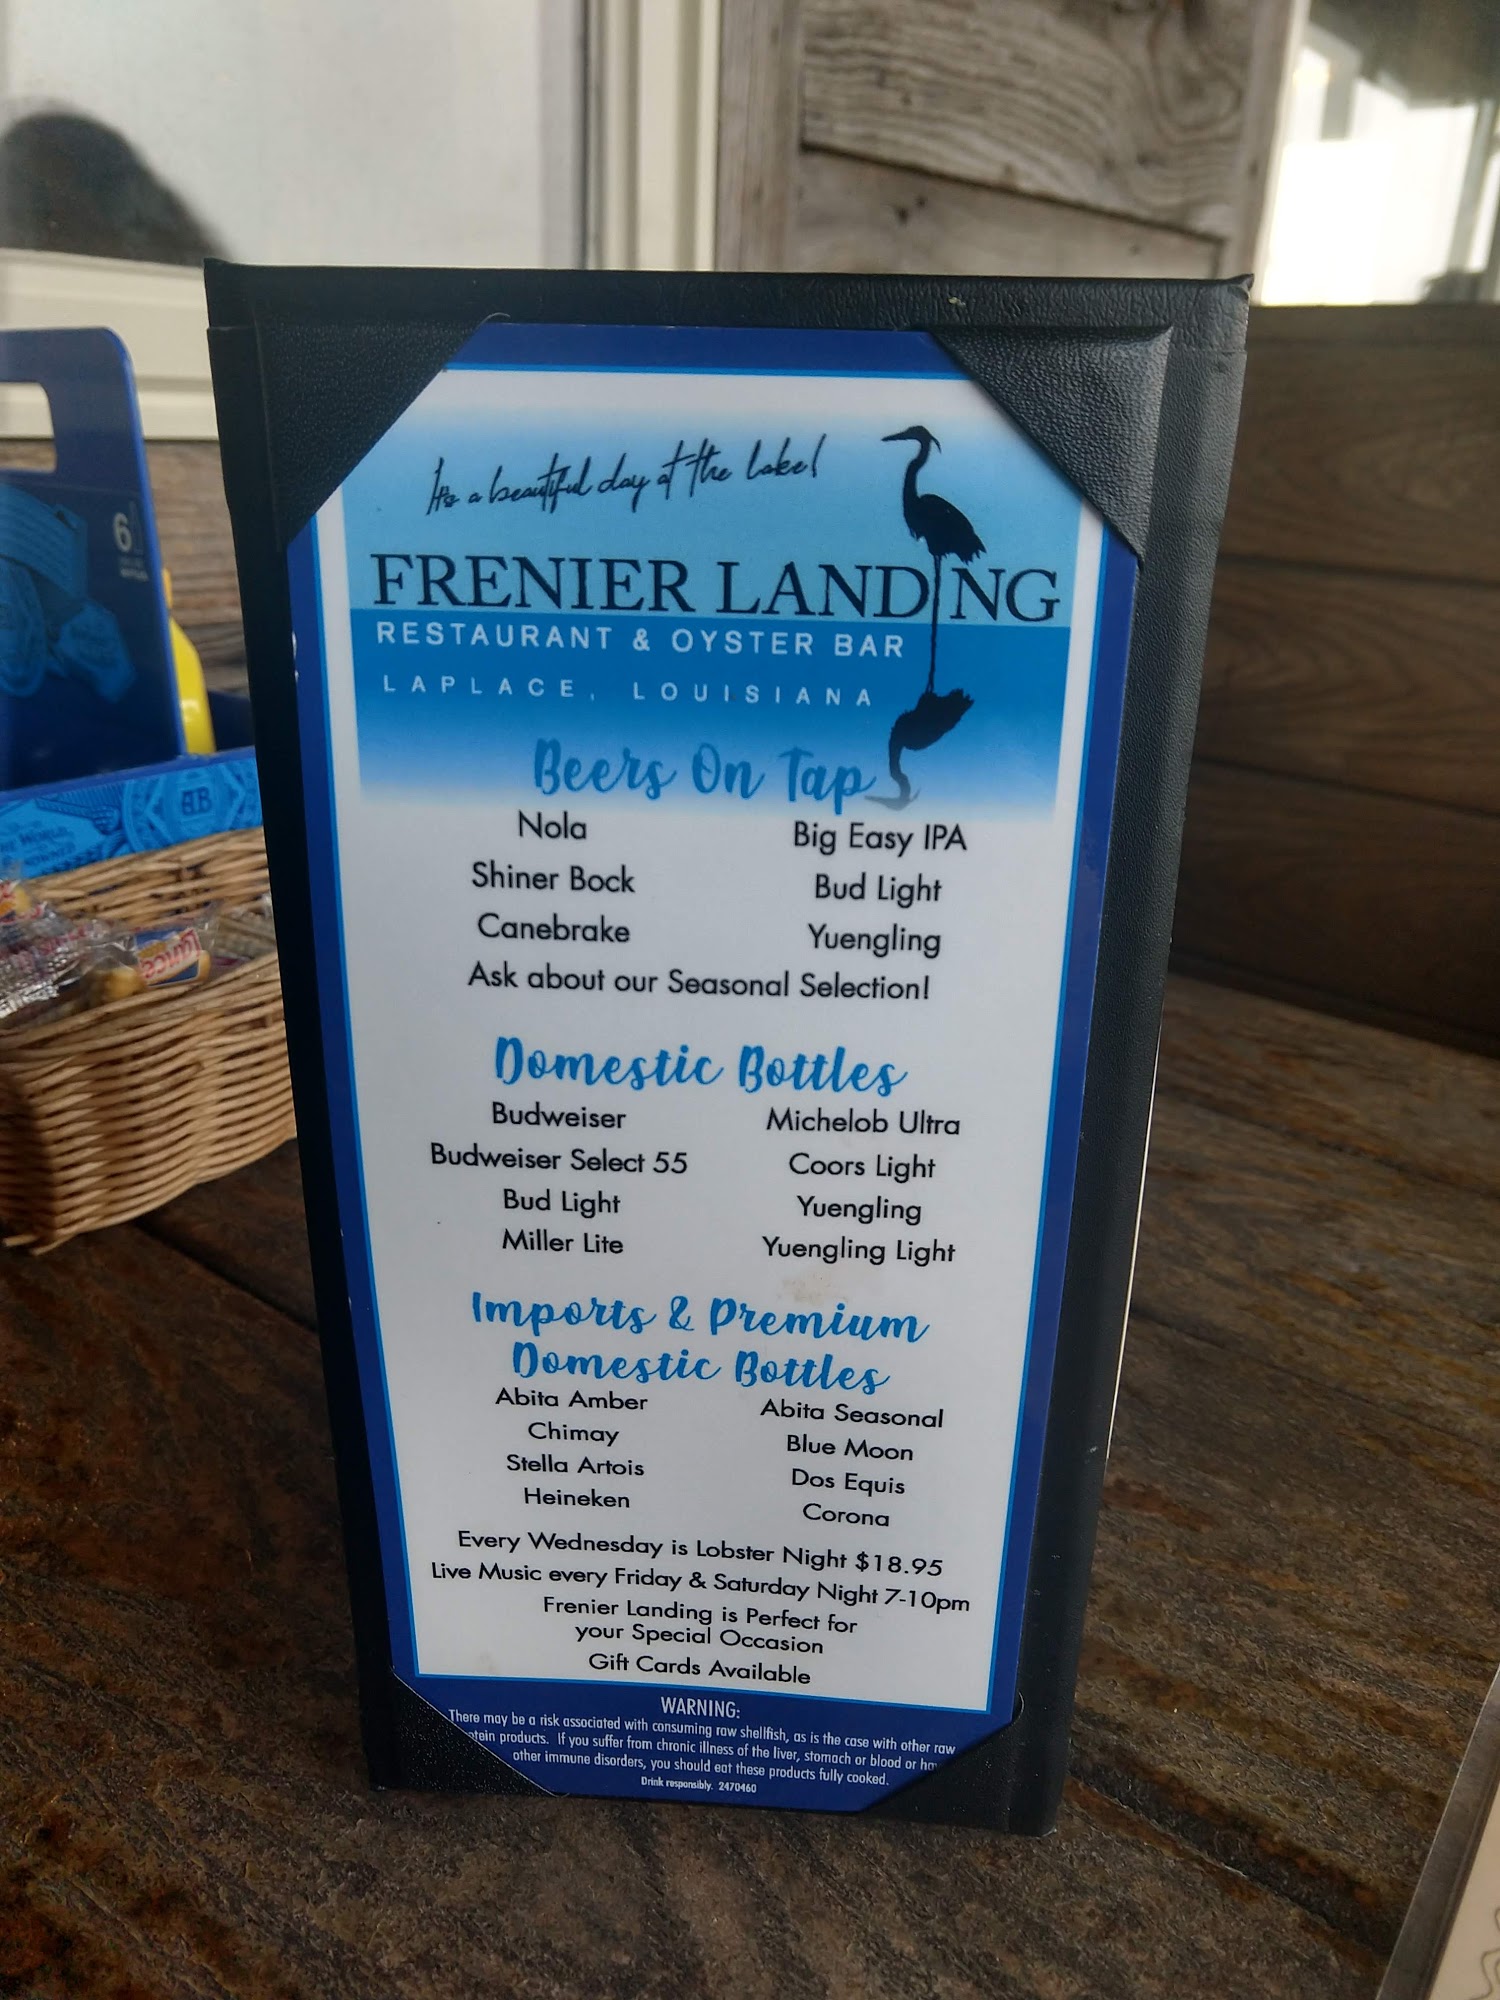 It's a beautiful day at the lake!
FRENIER LANDING
RESTAURANT & OYSTER BAR
LAPLACE, LOUISIANA
Beers On Tap
Nola Big Easy IPA
Shiner Bock Bud Light
Canebrake Yuengling
Ask about our Seasonal Selection!
Domestic Bottles
Budweiser Michelob Ultra
Budweiser Select 55 Coors Light
Bud Light Yuengling
Miller Lite Yuengling Light
Imports & Premium
Domestic Bottles
Abita Amber Abita Seasonal
Chimay Blue Moon
Stella Artois Dos Equis
Heineken Corona
Every Wednesday is Lobster Night $18.95
Live Music every Friday & Saturday Night 7-10pm
Frenier Landing is Perfect for
your Special Occasion
Gift Cards Available
WARNING:
There may be a risk associated with consuming raw shellfish, as is the case with other raw
products. If you suffer from chronic illness of the liver, stomach or blood or
other immune disorders, you should eat these products fully cooked.
Drink responsibly. 2470460
6
AB